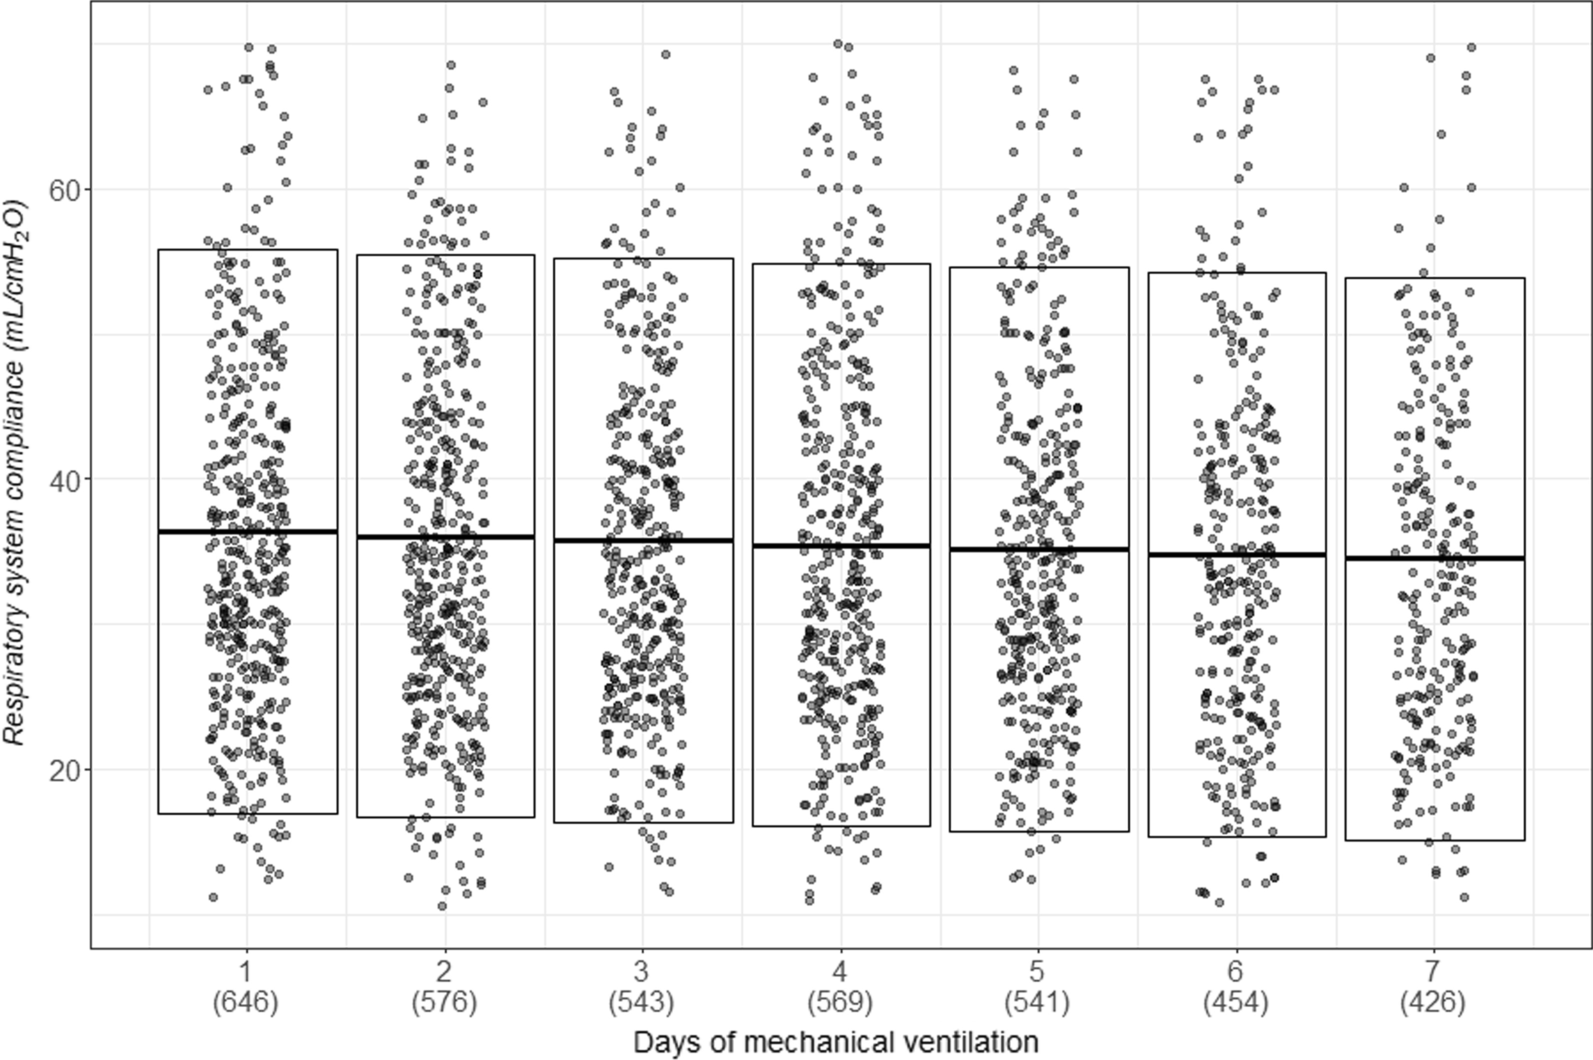 Respiratory system compliance (mL/cmH₂O)
60
40
20
1 2 3 4 5 6 7
(646) (576) (543) (569) (541) (454) (426)
Days of mechanical ventilation